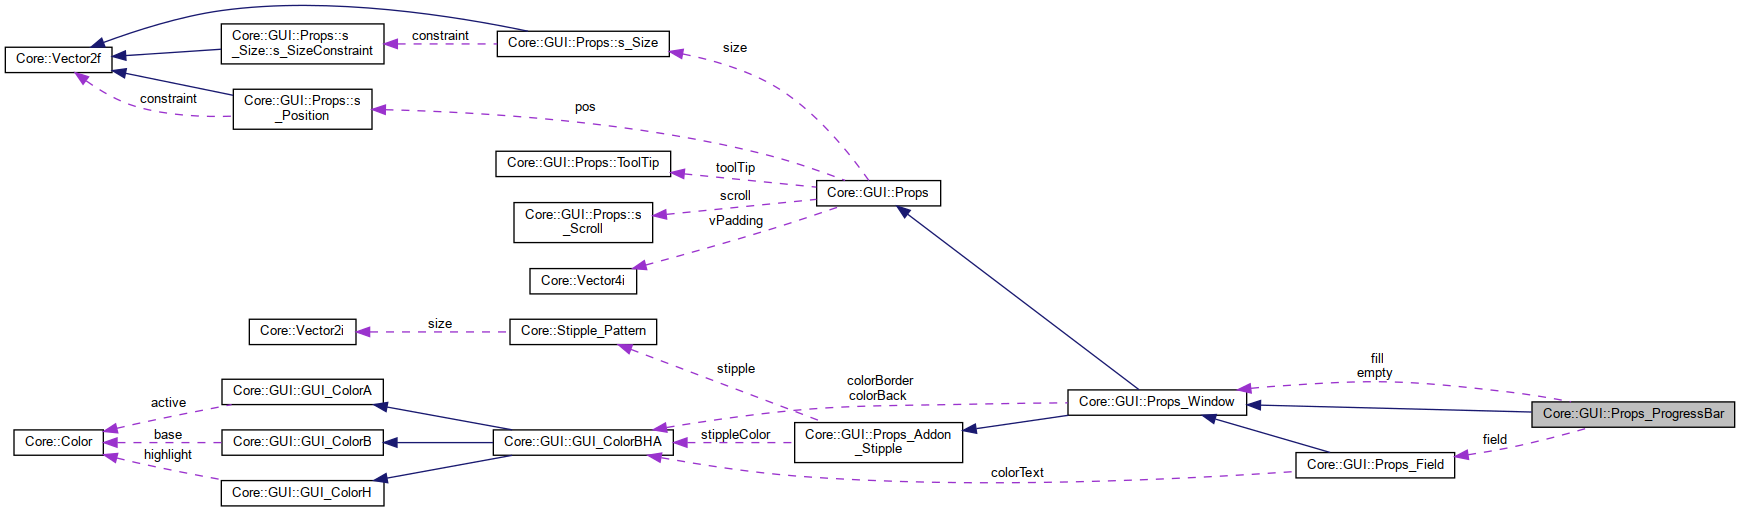 Core::Vector2f
Core::GUI::Props::s
_Size::s_SizeConstraint
constraint
Core::GUI::Props::s_Size
size
constraint
Core::GUI::Props::s
_Position
pos
Core::GUI::Props::ToolTip
toolTip
Core::GUI::Props
scroll
Core::GUI::Props::s
_Scroll
vPadding
Core::Vector4i
Core::Vector2i
size
Core::Stipple_Pattern
stipple
fill
empty
colorBorder
colorBack
Core::GUI::GUI_ColorA
active
Core::GUI::Props_Window
Core::GUI::Props_ProgressBar
Core::Color
base
Core::GUI::GUI_ColorB
Core::GUI::GUI_ColorBHA
stippleColor
Core::GUI::Props_Addon
_Stipple
field
highlight
Core::GUI::Props_Field
colorText
Core::GUI::GUI_ColorH